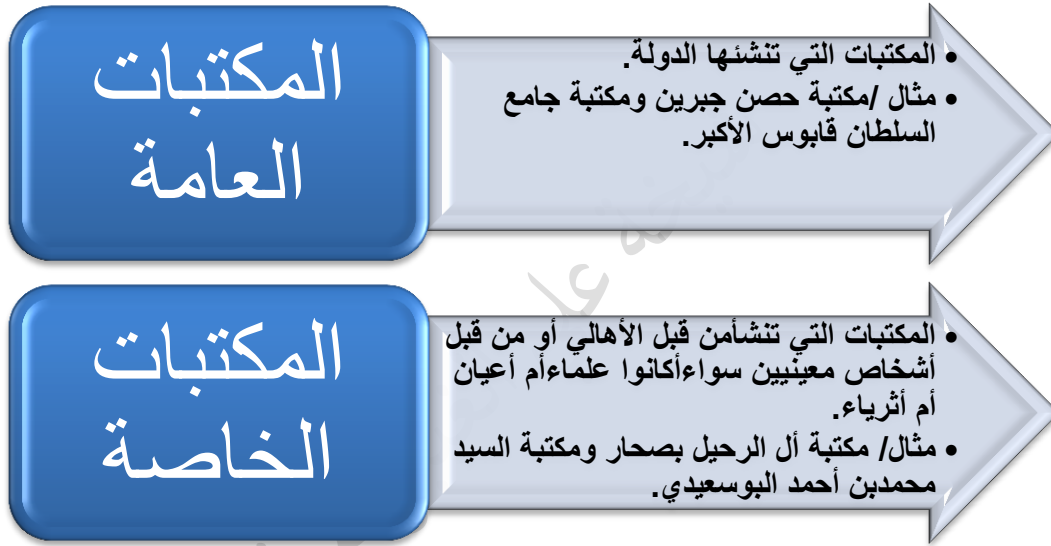 المكتبات
العامة
• المكتبات التي تنشئها الدولة.
• مثال /مكتبة حصن جبرين ومكتبة جامع
السلطان قابوس الأكبر.
المكتبات
الخاصة
• المكتبات التي تنشأمن قبل الأهالي أو من قبل
أشخاص معينيين سواءأكانوا علماءأم أعيان
أم أثرياء.
• مثال/ مكتبة أل الرحيل بصحار ومكتبة السيد
محمدبن أحمد البوسعيدي.